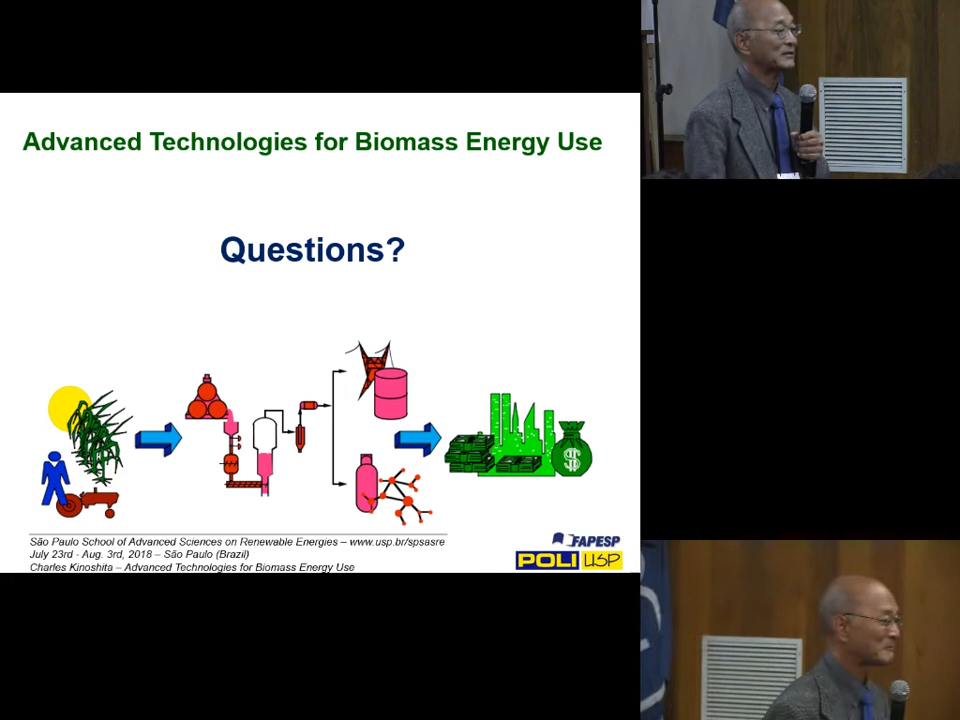 Advanced Technologies for Biomass Energy Use
Questions?
$
São Paulo School of Advanced Sciences on Renewable Energies – www.usp.br/spsasre
July 23rd - Aug. 3rd, 2018 – São Paulo (Brazil)
Charles Kinoshita – Advanced Technologies for Biomass Energy Use
FAPESP
POLI USP